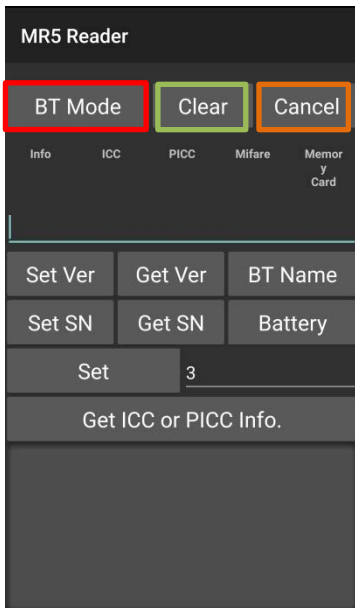 MR5 Reader
BT Mode Clear Cancel
Info ICC PICC Mifare Memor
y
Card
Set Ver Get Ver BT Name
Set SN Get SN Battery
Set 3
Get ICC or PICC Info.